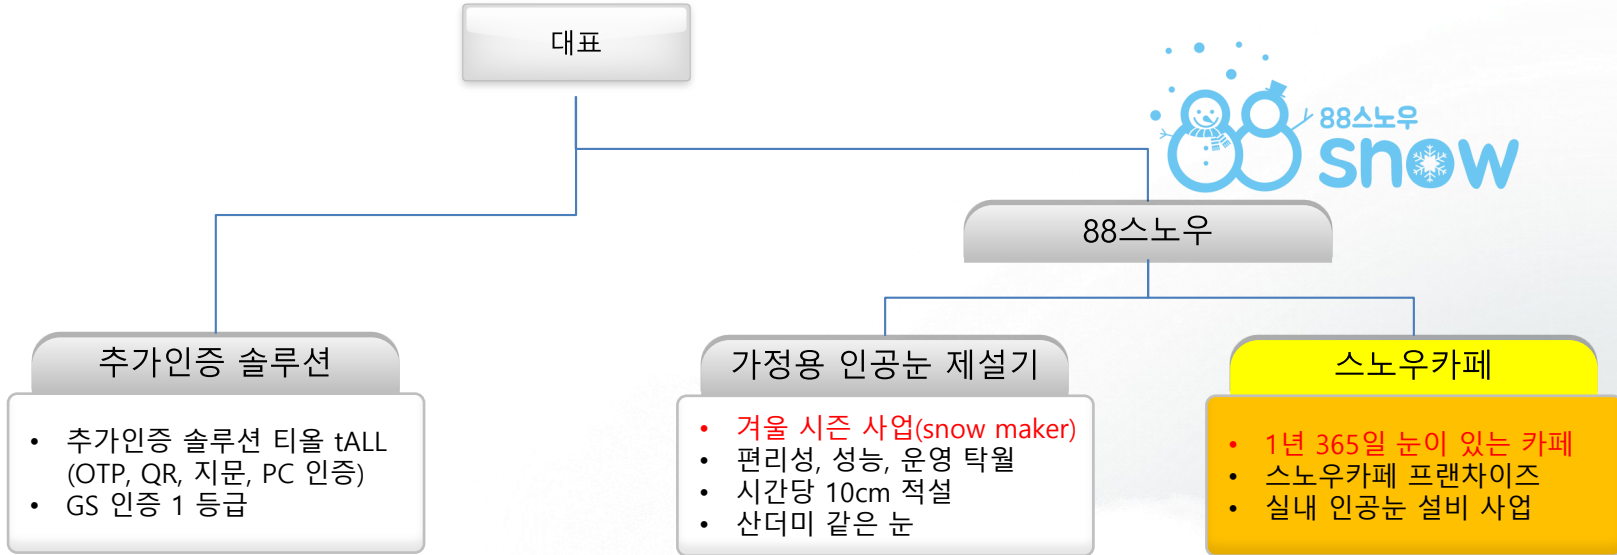 대표
88스노우
snow
88스노우
추가인증 솔루션
• 추가인증 솔루션 티올 tALL
(OTP, QR, 지문, PC 인증)
• GS 인증 1 등급
가정용 인공눈 제설기
• 겨울 시즌 사업(snow maker)
• 편리성, 성능, 운영 탁월
• 시간당 10cm 적설
• 산더미 같은 눈
스노우카페
• 1년 365일 눈이 있는 카페
• 스노우카페 프랜차이즈
• 실내 인공눈 설비 사업